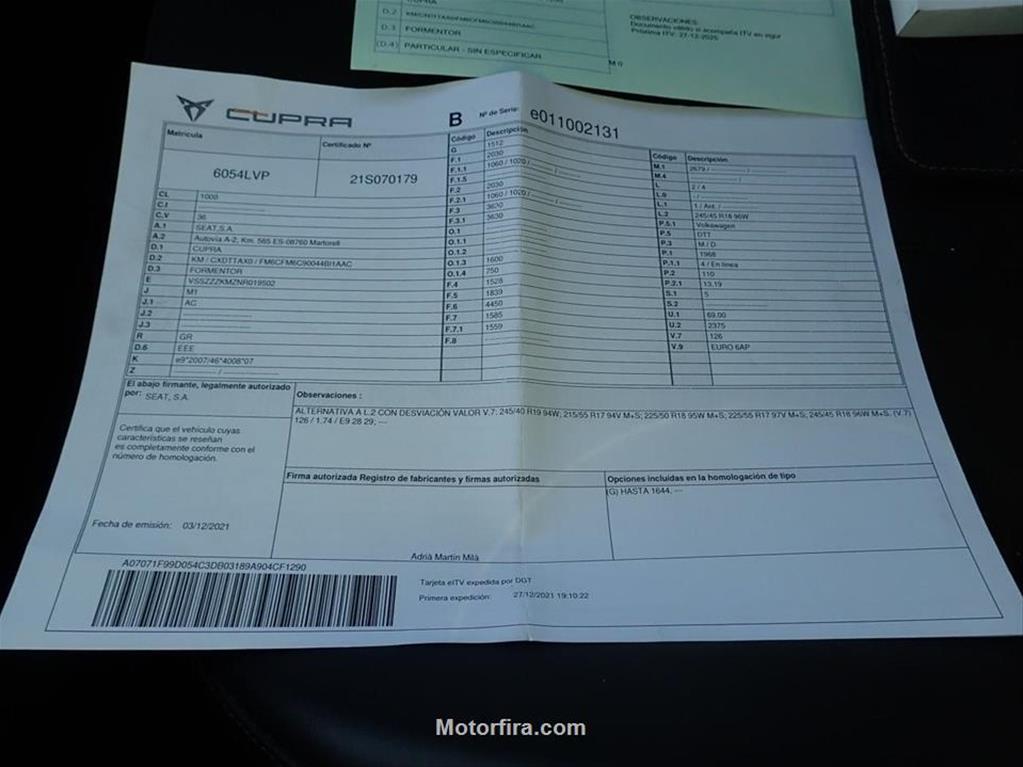 CUPRA
D.2
D.3 FORMENTOR
(D.4) PARTICULAR - SIN ESPECIFICAR
M 0
OBSERVACIONES:
Documento válido si acompaña ITV en vigor
Próxima ITV: 27-12-2025
CUPRA
B Nº de Serie: e011002131
Matrícula
6054LVP
Certificado Nº
21S070179
CL 1000
C.I
C.V 36
A.1 SEAT,S.A.
A.2 Autovía A-2, Km. 585 ES-08760 Martorell
D.1 CUPRA
D.2 KM / CXDTTAX0 / FM6CFM6C90044BI1AAC
D.3 FORMENTOR
E VSSZZZKMZNR019502
J M1
J.1 AC
J.2
J.3
R GR
D.6 EEE
K e9*2007/46*4008*07
Z
Código Descripción
G 1512
F.1 2030
F.1.1 1060 / 1020 /
F.1.5
F.2 2030
F.2.1 1060 / 1020 /
F.3 3630
F.3.1 3630
O.1
O.1.1
O.1.2
O.1.3 1600
O.1.4 750
F.4 1528
F.5 1839
F.6 4450
F.7 1585
F.7.1 1559
F.8
Código Descripción
M.1 2679 /
M.4
L 2 / 4
L.0 - /
L.1 1 / Ant. /
L.2 245/45 R18 96W
P.5.1 Volkswagen
P.5 DTT
P.3 M / D
P.1 1968
P.1.1 4 / En línea
P.2 110
P.2.1 13.19
S.1 5
S.2
U.1 69.00
U.2 2375
V.7 126
V.9 EURO 6AP
El abajo firmante, legalmente autorizado
por: SEAT, S.A.
Certifica que el vehículo cuyas
características se reseñan
es completamente conforme con el
número de homologación.
Fecha de emisión: 03/12/2021
Observaciones :
ALTERNATIVA A L.2 CON DESVIACIÓN VALOR V.7: 245/40 R19 94W; 215/55 R17 94V M+S; 225/50 R18 95W M+S; 225/55 R17 97V M+S; 245/45 R18 96W M+S. (V.7)
126 / 1.74 / E9 28 29; ---
Firma autorizada Registro de fabricantes y firmas autorizadas
Adrià Martín Milà
Opciones incluidas en la homologación de tipo
(G) HASTA 1644. ---
A07071F99D054C3DB03189A904CF1290
Tarjeta eITV expedida por DGT
Primera expedición: 27/12/2021 19:10:22
Motorfira.com